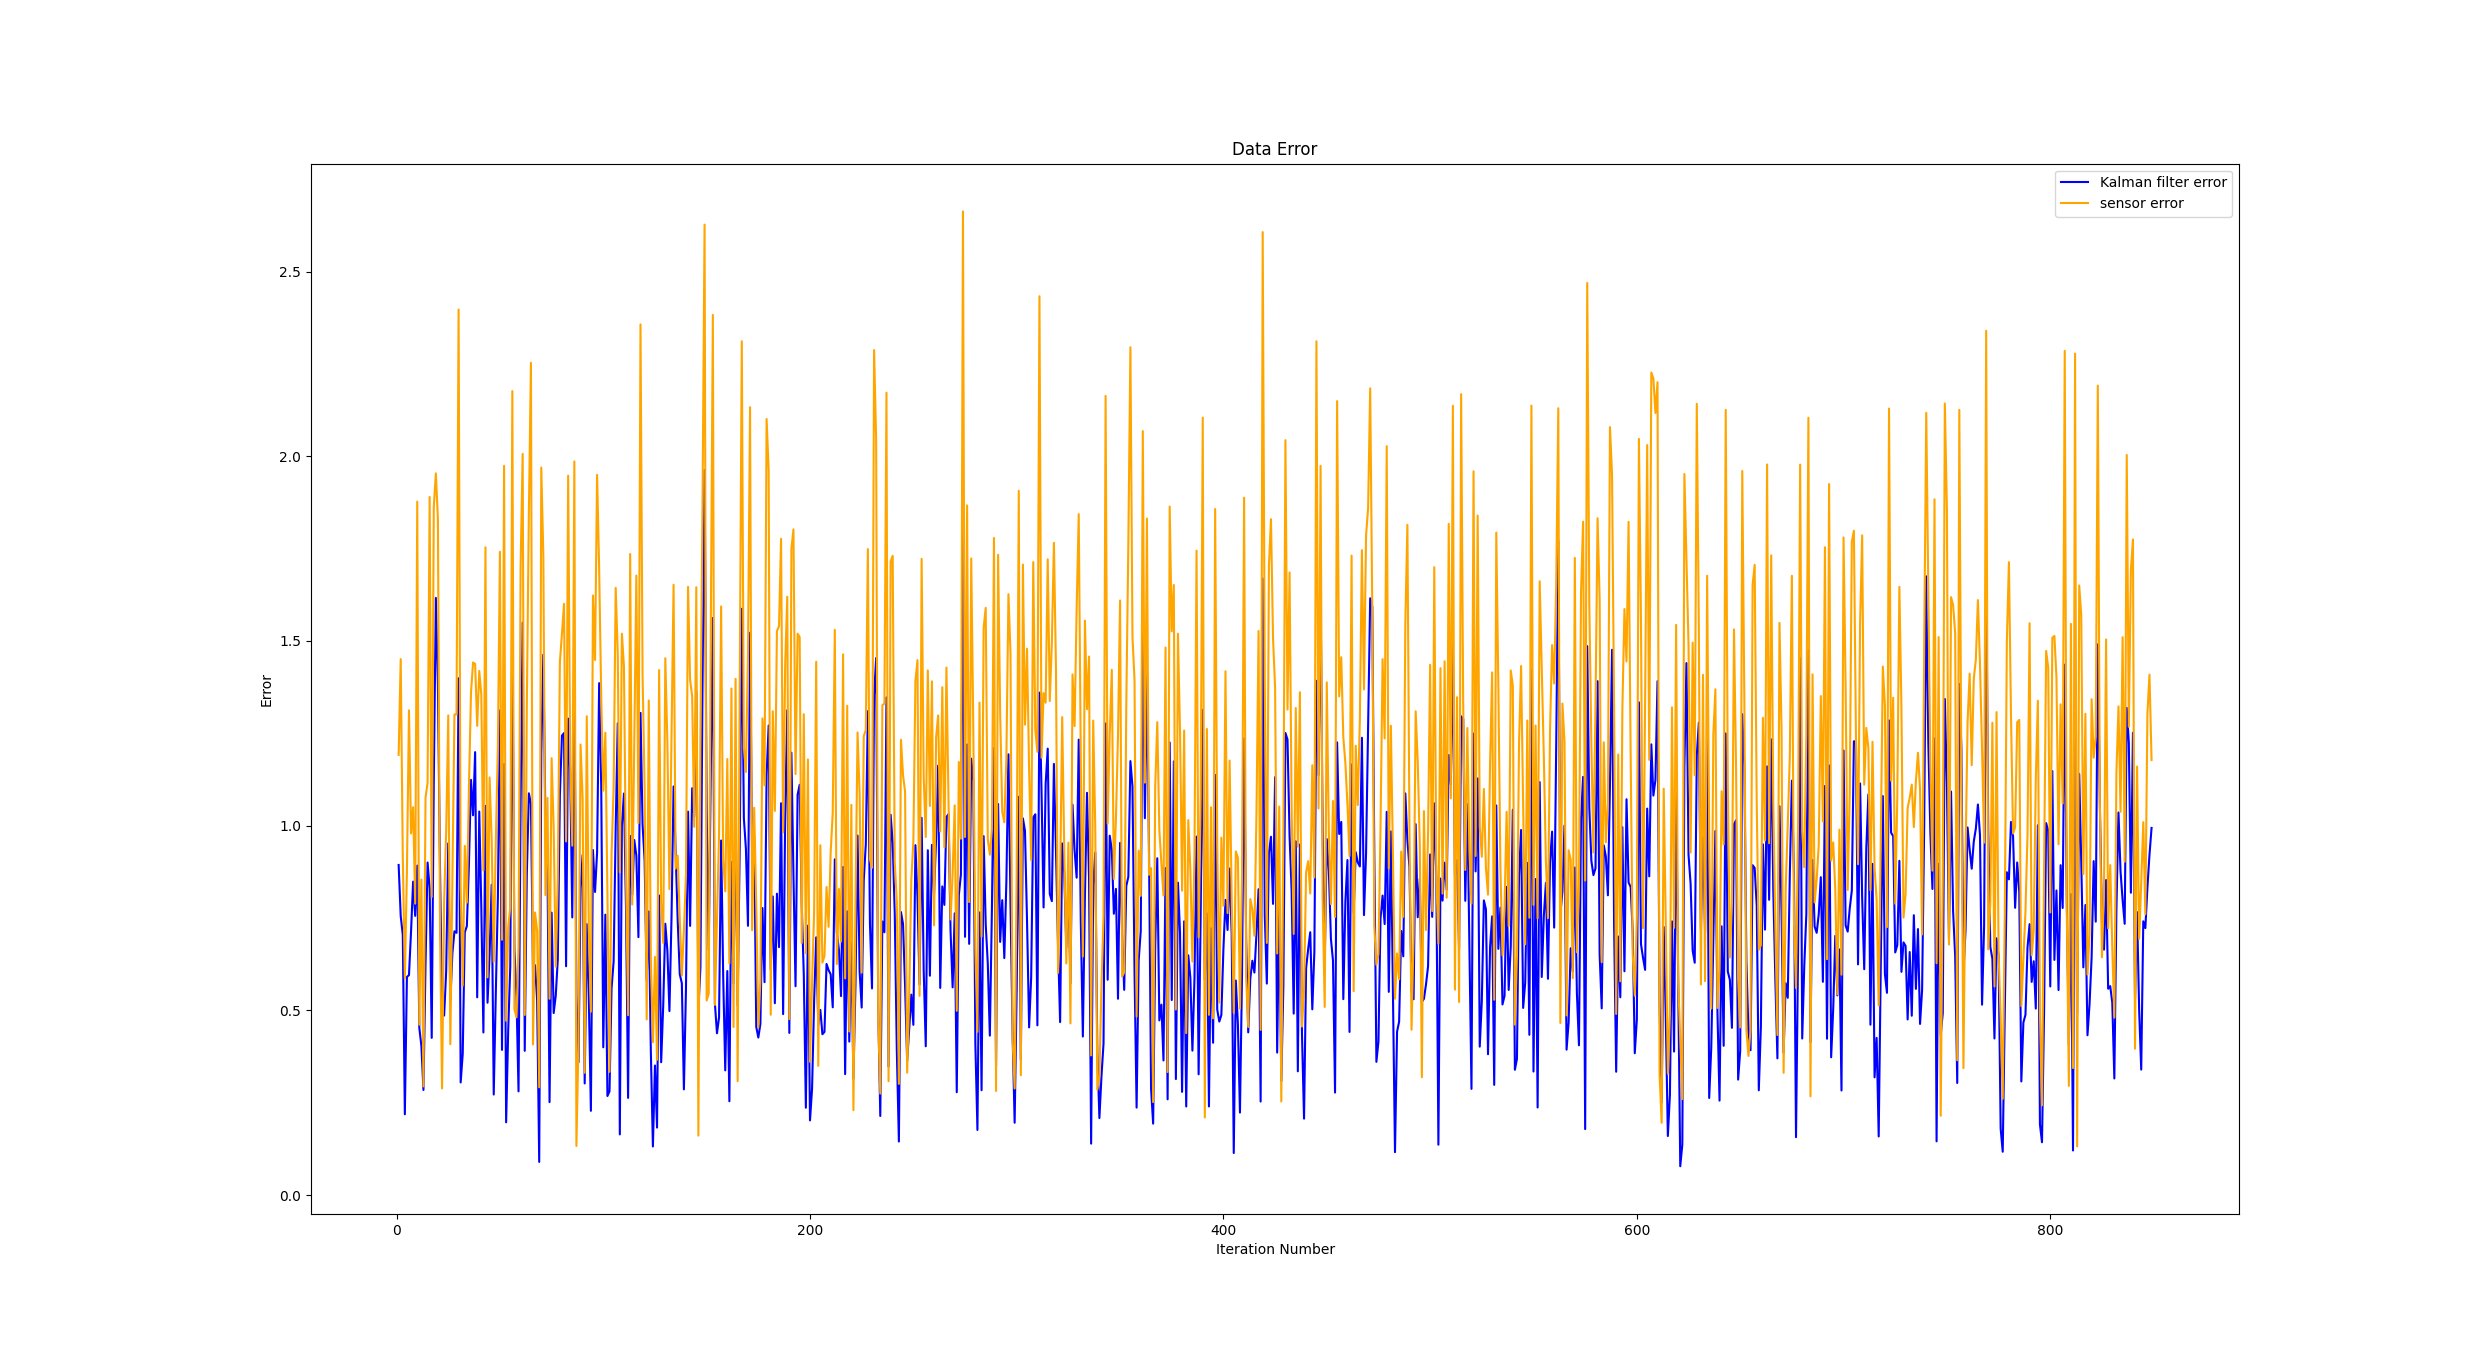 Data Error
Kalman filter error
sensor error
Error
2.5
2.0
1.5
1.0
0.5
0.0
0 200 400 600 800
Iteration Number